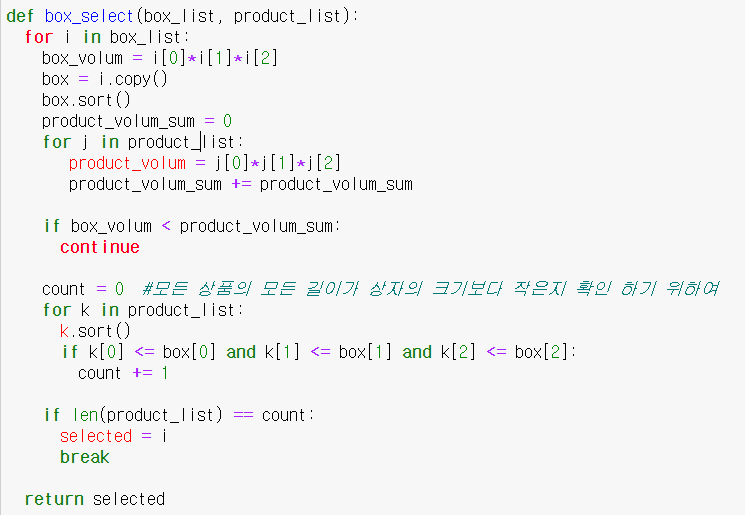 def box_select(box_list, product_list):
for i in box_list:
box_volum = i[0]*i[1]*i[2]
box = i.copy()
box.sort()
product_volum_sum = 0
for j in product_list:
product_volum = j[0]*j[1]*j[2]
product_volum_sum += product_volum_sum
if box_volum < product_volum_sum:
continue
count = 0 #모든 상품의 모든 길이가 상자의 크기보다 작은지 확인 하기 위하여
for k in product_list:
k.sort()
if k[0] <= box[0] and k[1] <= box[1] and k[2] <= box[2]:
count += 1
if len(product_list) == count:
selected = i
break
return selected